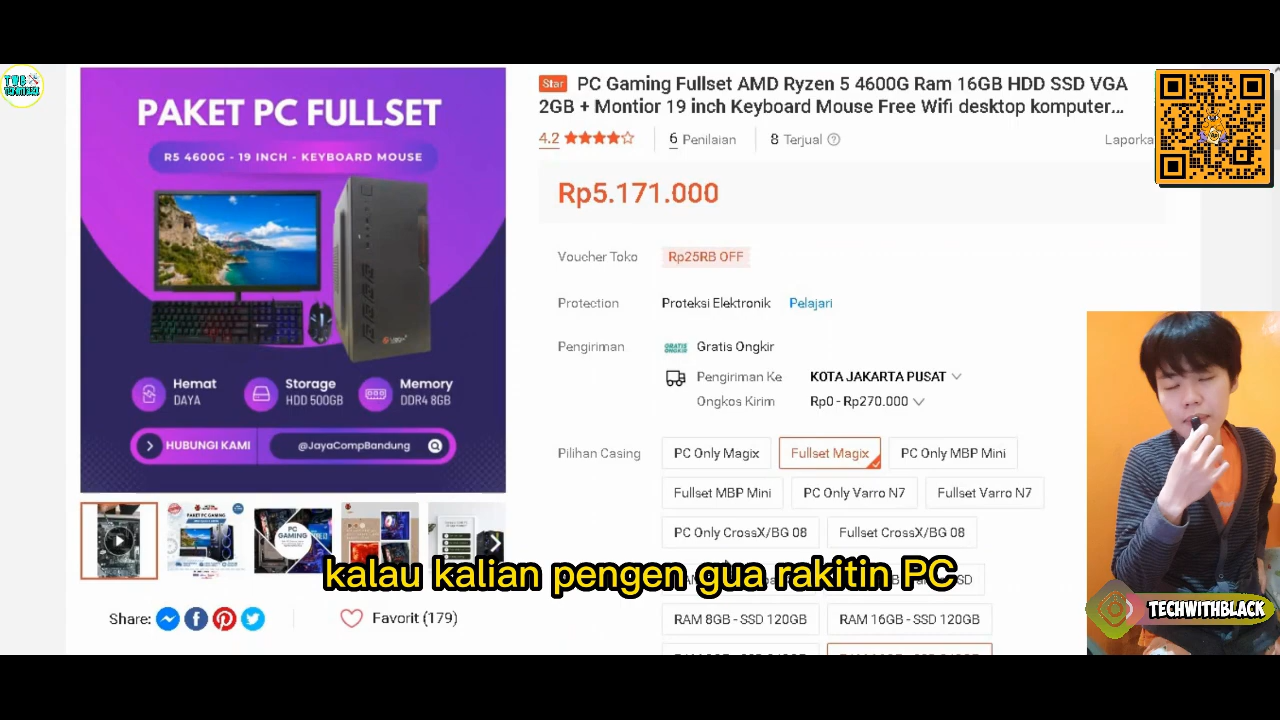 TWB
PAKET PC FULLSET
R5 4600G - 19 INCH - KEYBOARD MOUSE
Hemat
DAYA
Storage
HDD 500GB
Memory
DDR4 8GB
HUBUNGI KAMI
@JayaCompBandung
PC
GAMING
Share:
Favorit (179)
Star PC Gaming Fullset AMD Ryzen 5 4600G Ram 16GB HDD SSD VGA
2GB + Montior 19 inch Keyboard Mouse Free Wifi desktop komputer...
4.2 6 Penilaian 8 Terjual ?
Laporka
Rp5.171.000
Voucher Toko Rp25RB OFF
Protection Proteksi Elektronik Pelajari
Pengiriman GRATIS ONGKIR Gratis Ongkir
Pengiriman Ke KOTA JAKARTA PUSAT
Ongkos Kirim Rp0 - Rp270.000
Pilihan Casing PC Only Magix Fullset Magix PC Only MBP Mini
Fullset MBP Mini PC Only Varro N7 Fullset Varro N7
PC Only CrossX/BG 08 Fullset CrossX/BG 08
RAM 8GB - SSD 120GB RAM 16GB - SSD 120GB
kalau kalian pengen gua rakitin PC
TECHWITHBLACK